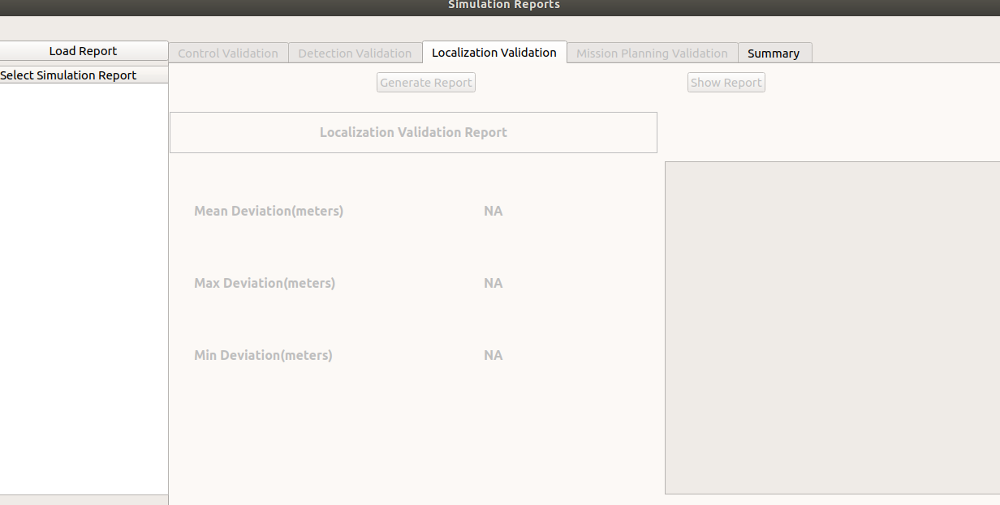 Simulation Reports
Load Report
Control Validation
Detection Validation
Localization Validation
Mission Planning Validation
Summary
Select Simulation Report
Generate Report
Show Report
Localization Validation Report
Mean Deviation(meters) NA
Max Deviation(meters) NA
Min Deviation(meters) NA